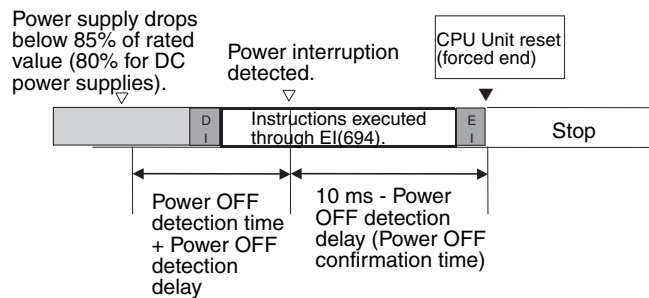 Power supply drops
below 85% of rated
value (80% for DC
power supplies).
Power interruption
detected.
CPU Unit reset
(forced end)
D
I
Instructions executed
through EI(694).
E
I
Stop
Power OFF
detection time
+ Power OFF
detection
delay
10 ms - Power
OFF detection
delay (Power OFF
confirmation time)